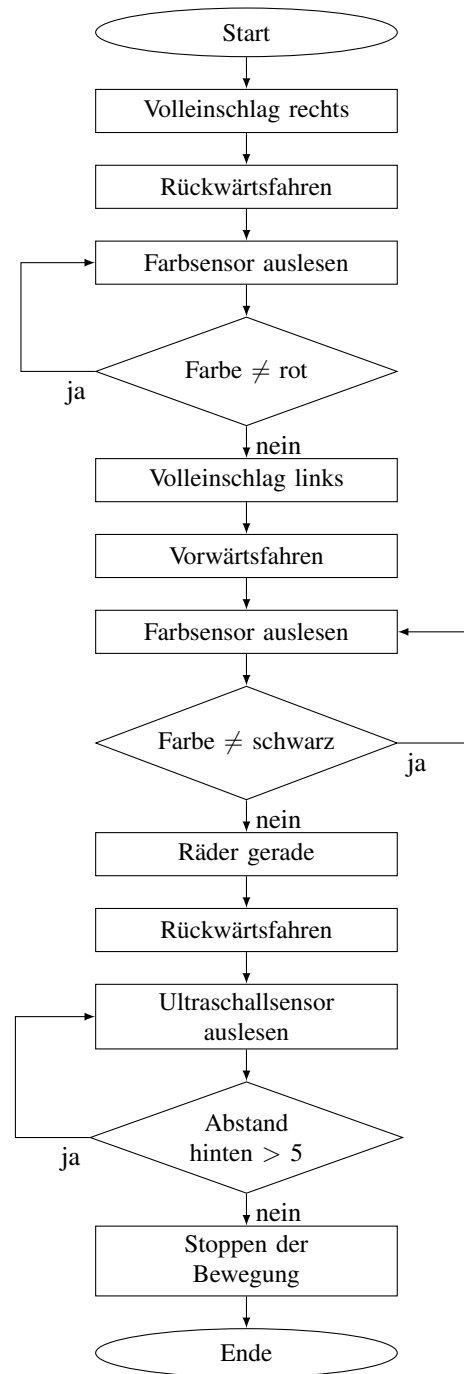 Start
Volleinschlag rechts
Rückwärtsfahren
Farbsensor auslesen
Farbe ≠ rot
ja
nein
Volleinschlag links
Vorwärtsfahren
Farbsensor auslesen
Farbe ≠ schwarz
ja
nein
Räder gerade
Rückwärtsfahren
Ultraschallsensor
auslesen
Abstand
hinten > 5
ja
nein
Stoppen der
Bewegung
Ende